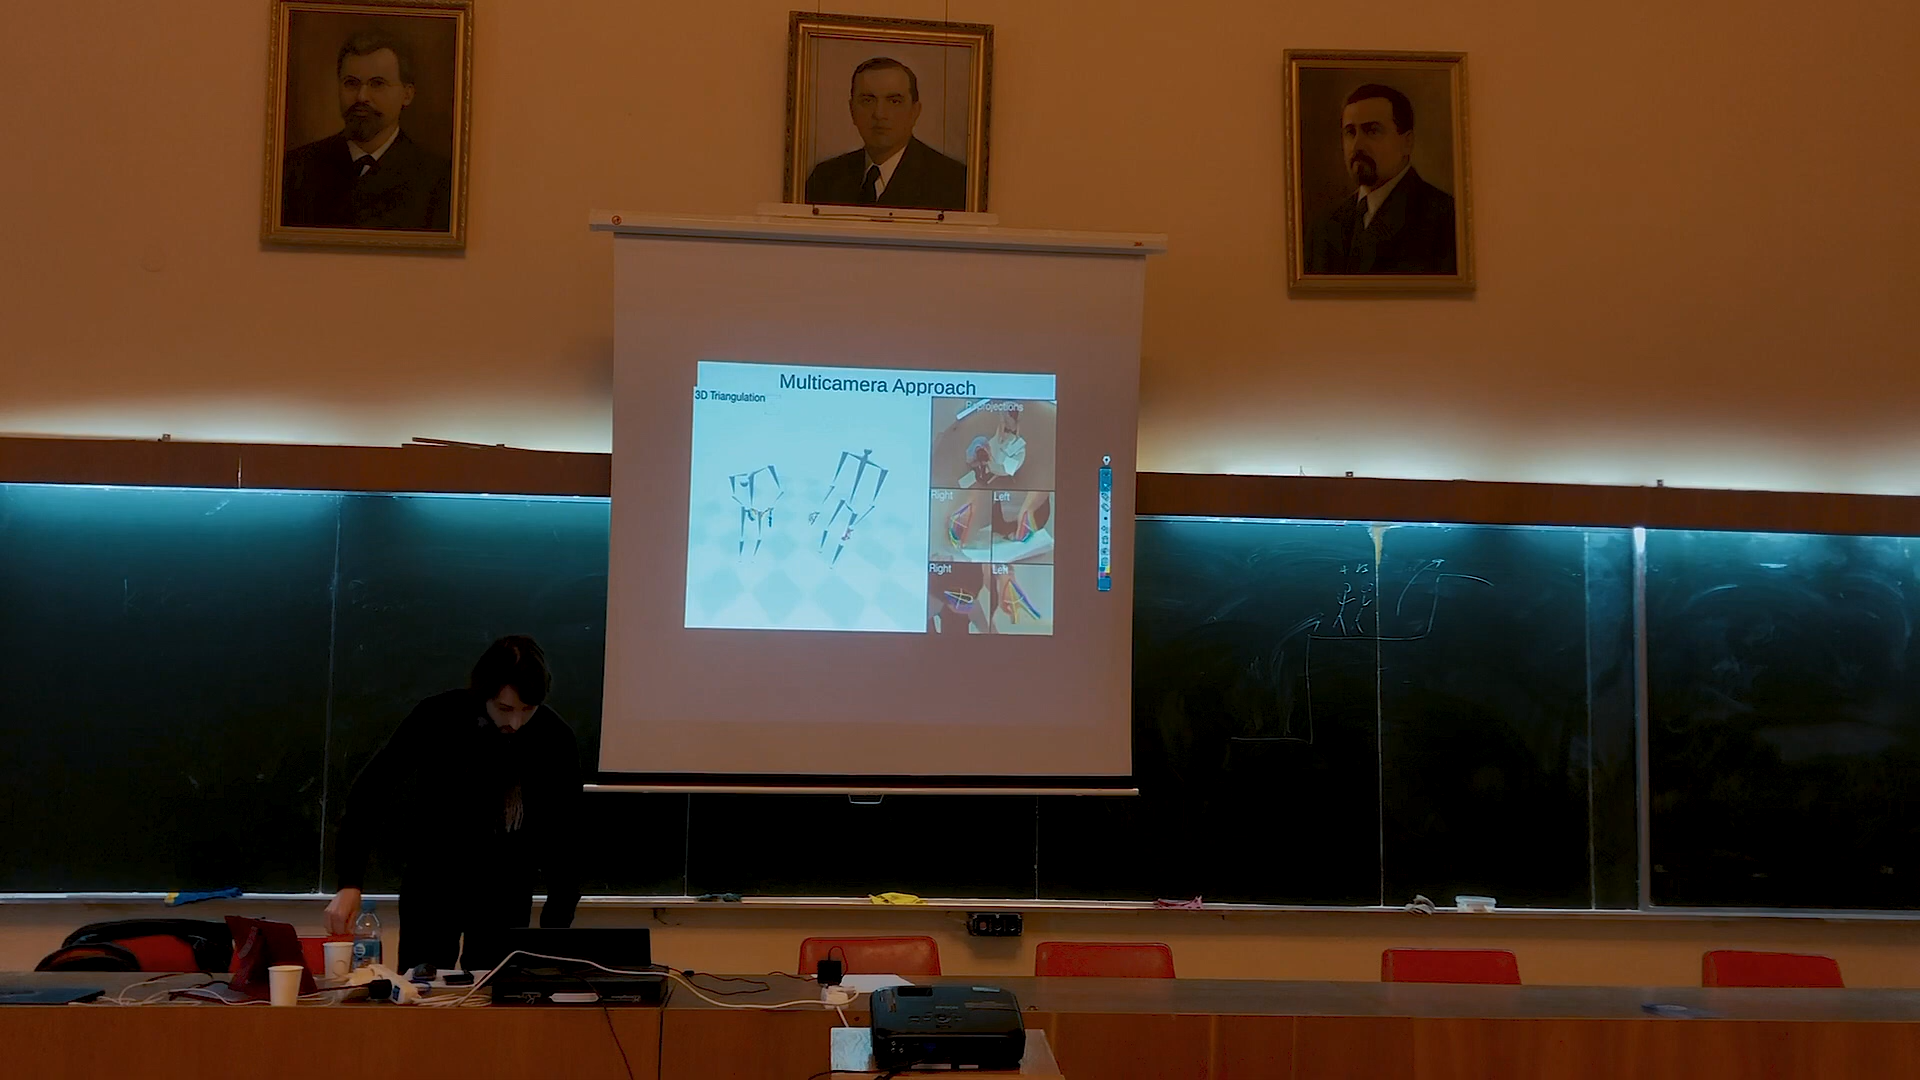 Multicamera Approach
3D Triangulation
Reprojections
Right Left
Right Left